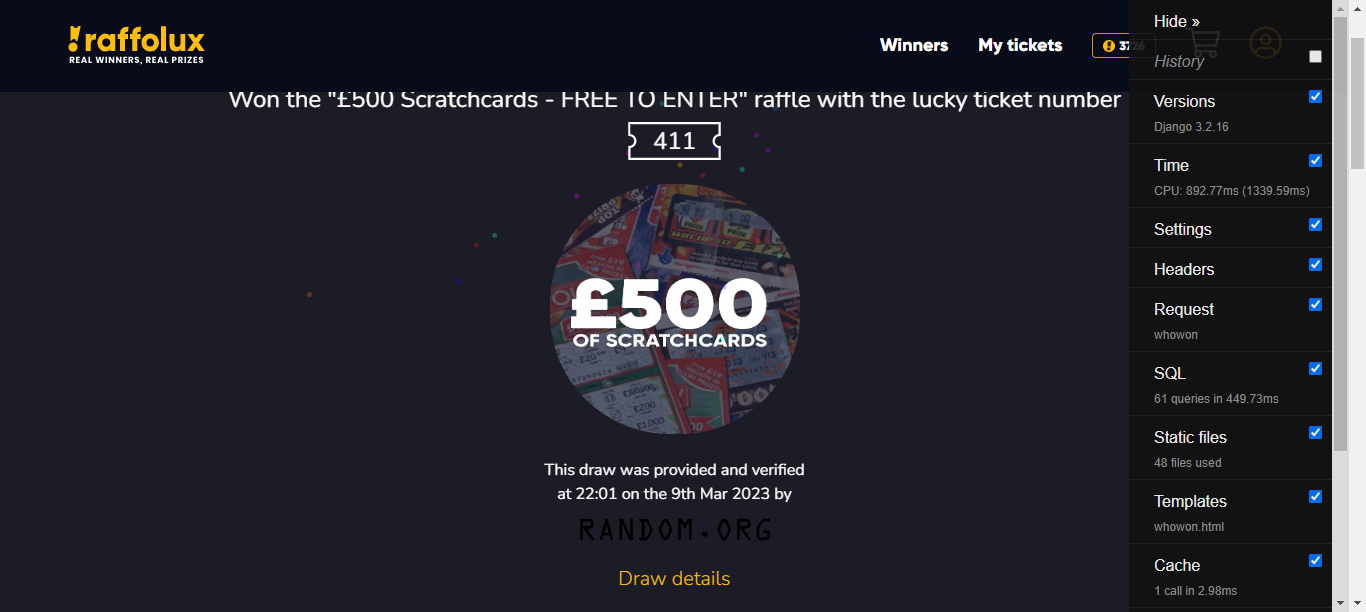 raffolux
REAL WINNERS, REAL PRIZES
Winners
My tickets
3726
Won the "£500 Scratchcards - FREE TO ENTER" raffle with the lucky ticket number
411
£500
OF SCRATCHCARDS
This draw was provided and verified
at 22:01 on the 9th Mar 2023 by
RANDOM.ORG
Draw details
Hide »
History
Versions
Django 3.2.16
Time
CPU: 892.77ms (1339.59ms)
Settings
Headers
Request
whowon
SQL
61 queries in 449.73ms
Static files
48 files used
Templates
whowon.html
Cache
1 call in 2.98ms